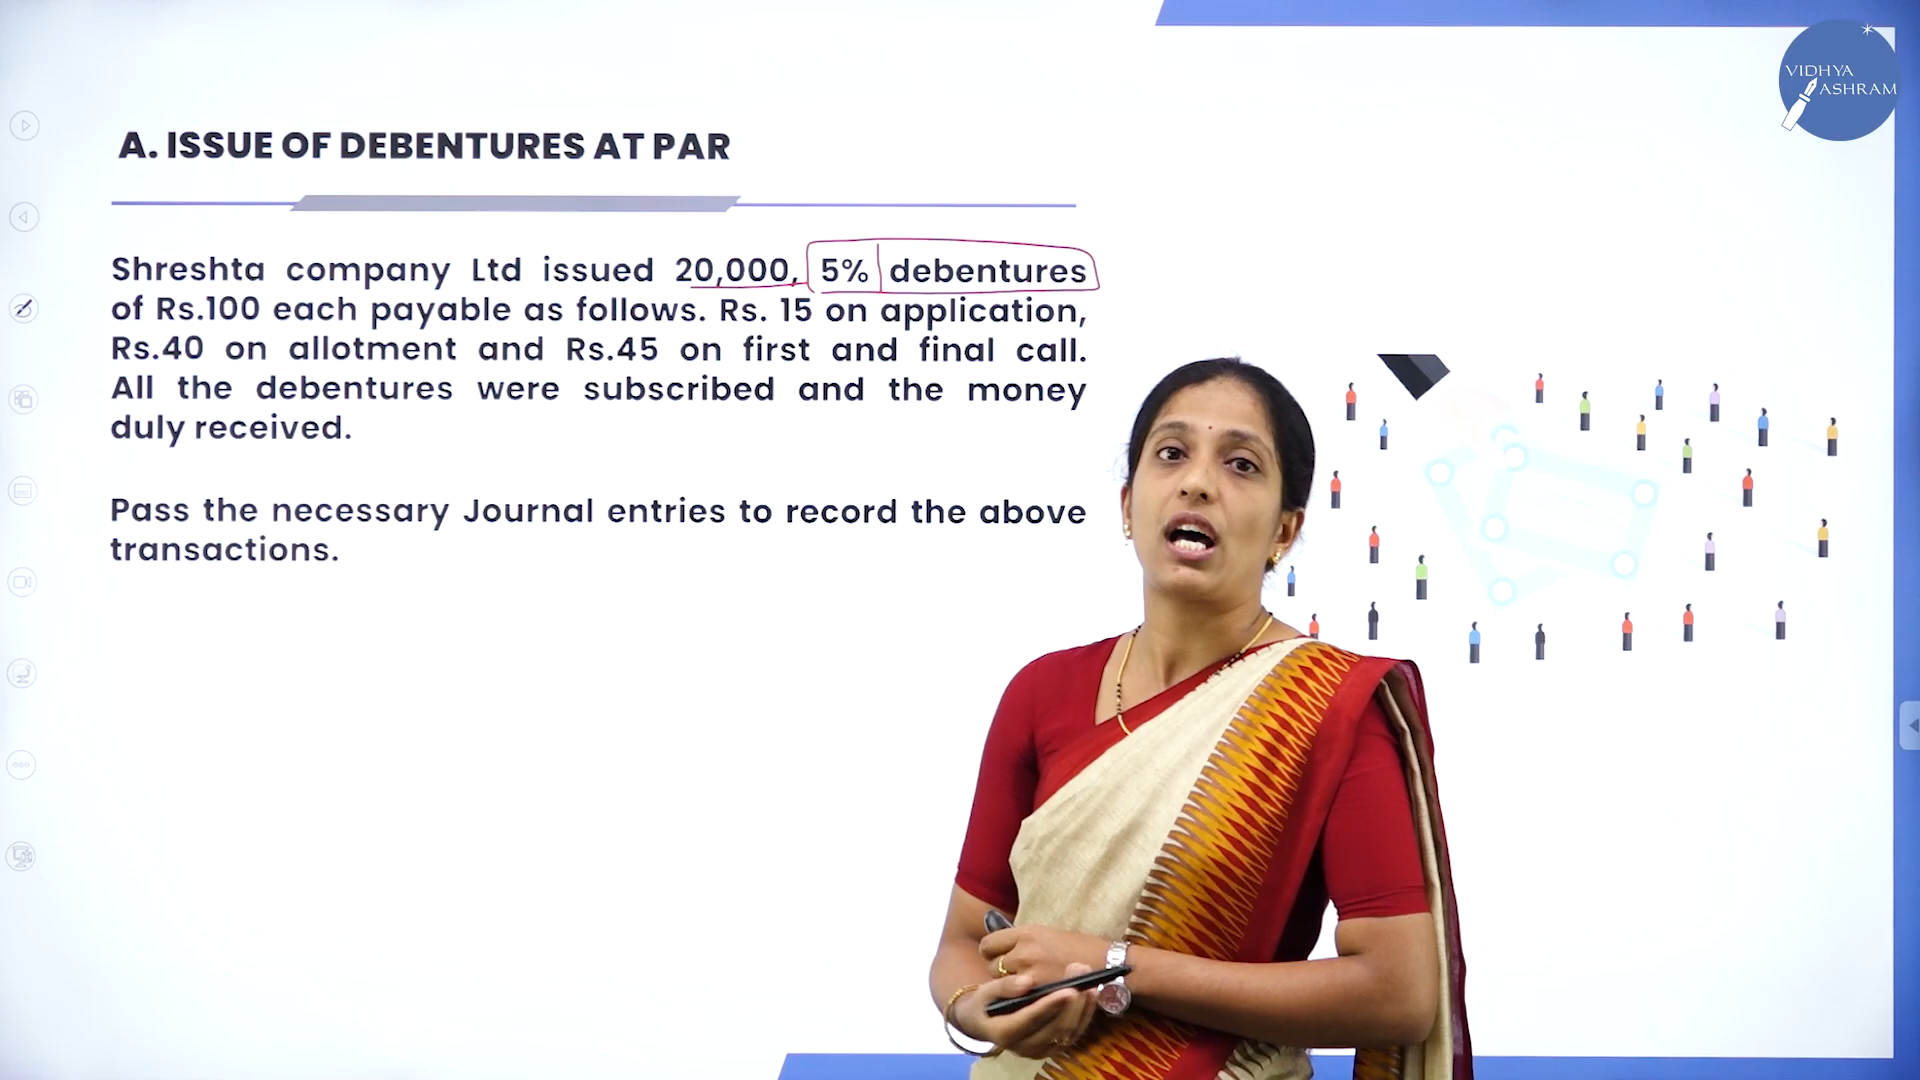 VIDHYA
ASHRAM
A. ISSUE OF DEBENTURES AT PAR
Shreshta company Ltd issued 20,000, 5% debentures
of Rs.100 each payable as follows. Rs. 15 on application,
Rs.40 on allotment and Rs.45 on first and final call.
All the debentures were subscribed and the money
duly received.
Pass the necessary Journal entries to record the above
transactions.